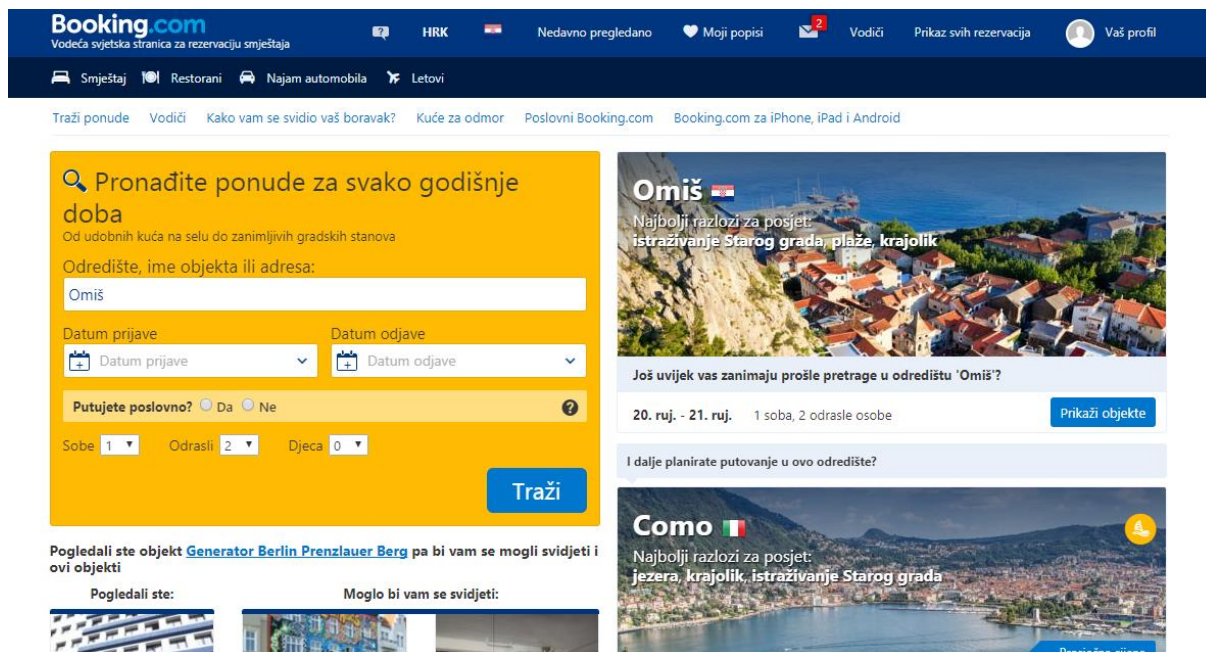 Booking.com
Vodeća svjetska stranica za rezervaciju smještaja
HRK
Nedavno pregledano
Moji popisi
2
Vodiči
Prikaz svih rezervacija
Vaš profil
Smještaj
Restorani
Najam automobila
Letovi
Traži ponude
Vodiči
Kako vam se svidio vaš boravak?
Kuće za odmor
Poslovni Booking.com
Booking.com za iPhone, iPad i Android
Pronađite ponude za svako godišnje
doba
Od udobnih kuća na selu do zanimljivih gradskih stanova
Odredište, ime objekta ili adresa:
Omiš
Datum prijave
Datum odjave
Datum prijave
Datum odjave
Putujete poslovno? Da Ne
Sobe 1 Odrasli 2 Djeca 0
Traži
Pogledali ste objekt Generator Berlin Prenzlauer Berg pa bi vam se mogli svidjeti i
ovi objekti
Pogledali ste:
Moglo bi vam se svidjeti:
Omiš
Najbolji razlozi za posjet:
istraživanje Starog grada, plaže, krajolik
Još uvijek vas zanimaju prošle pretrage u odredištu 'Omiš'?
20. ruj. - 21. ruj. 1 soba, 2 odrasle osobe
Prikaži objekte
I dalje planirate putovanje u ovo odredište?
Como
Najbolji razlozi za posjet:
jezera, krajolik, istraživanje Starog grada